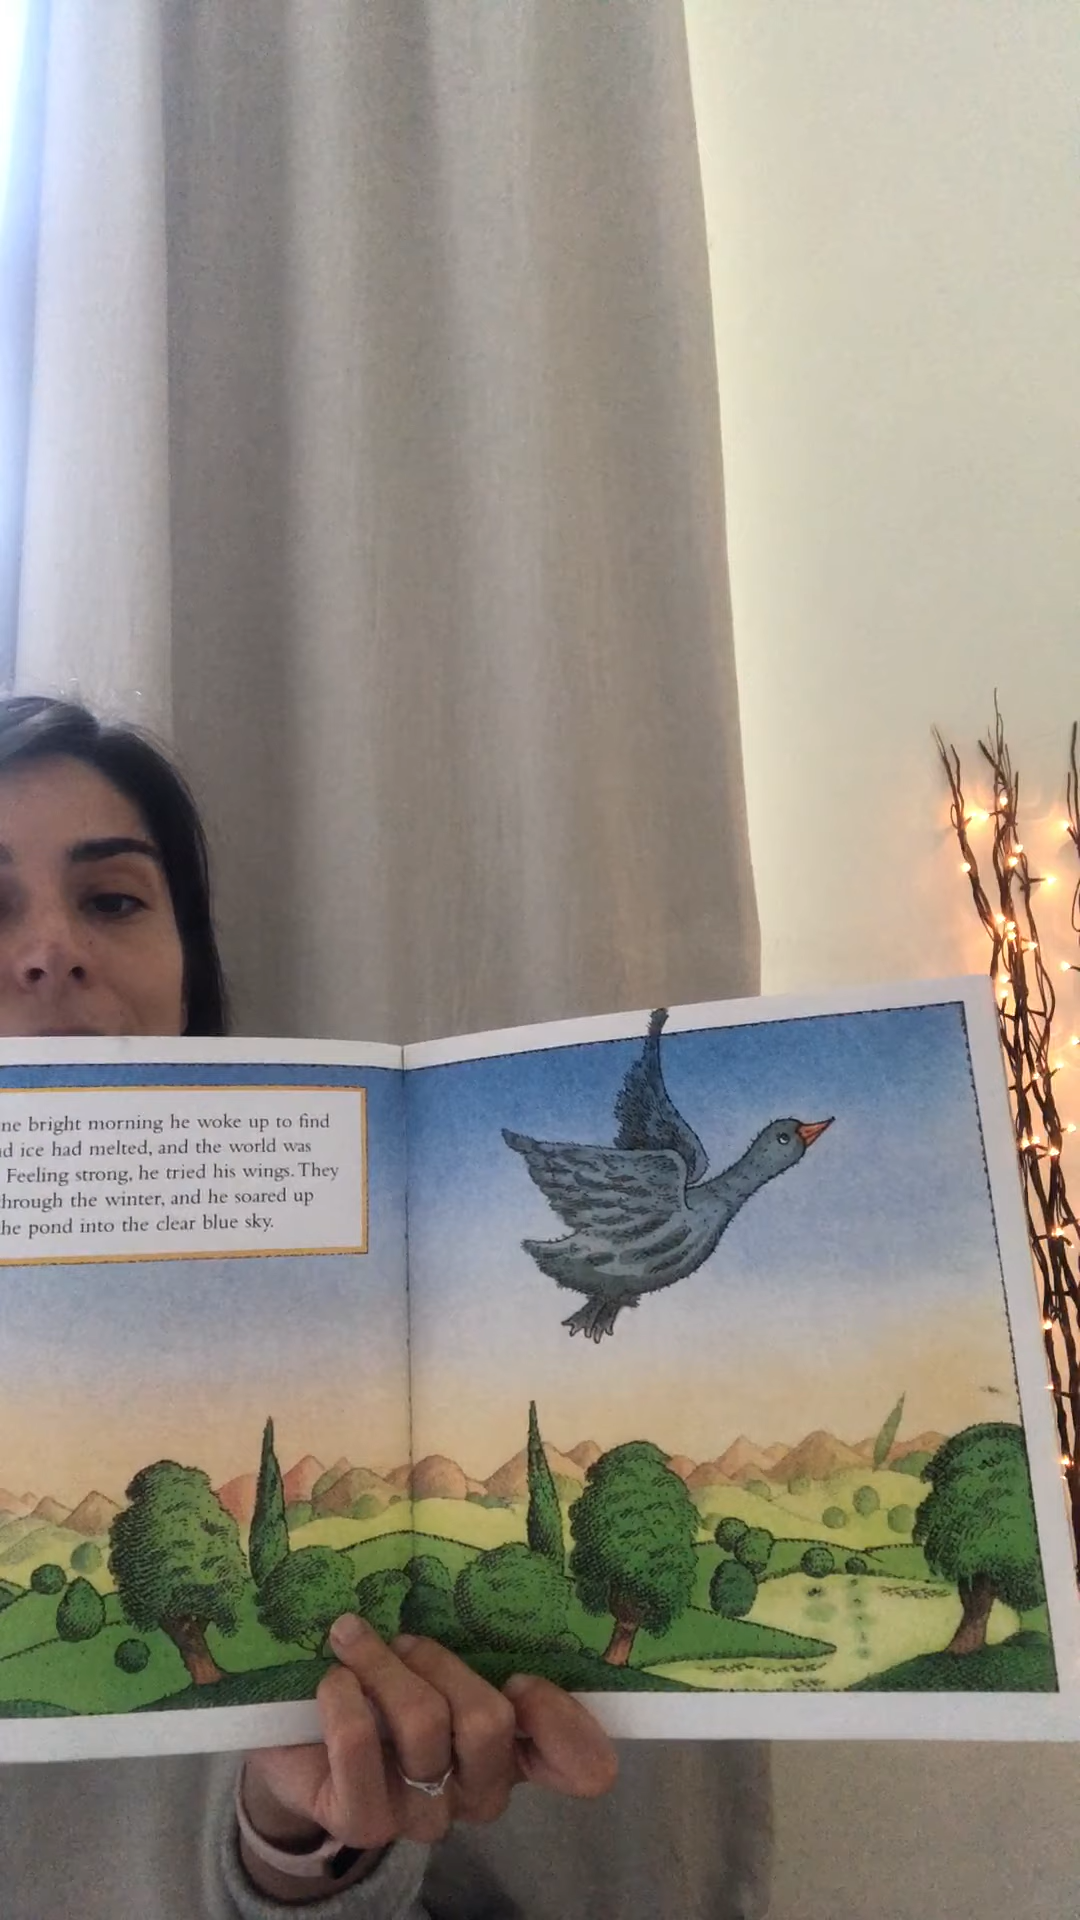 ne bright morning he woke up to find
d ice had melted, and the world was
Feeling strong, he tried his wings. They
hrough the winter, and he soared up
he pond into the clear blue sky.